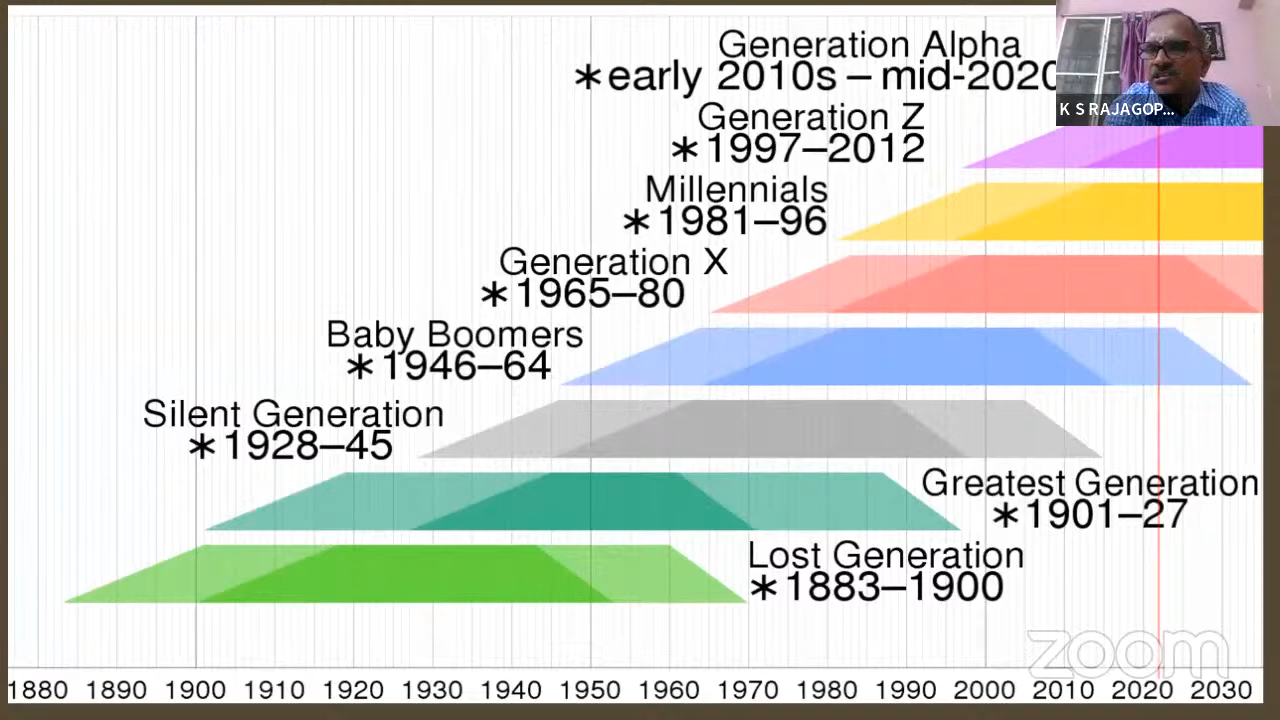 Generation Alpha
*early 2010s – mid-2020
K S RAJAGOP...
Generation Z
*1997–2012
Millennials
*1981–96
Generation X
*1965–80
Baby Boomers
*1946–64
Silent Generation
*1928–45
Greatest Generation
*1901–27
Lost Generation
*1883–1900
zoom
1880 1890 1900 1910 1920 1930 1940 1950 1960 1970 1980 1990 2000 2010 2020 2030